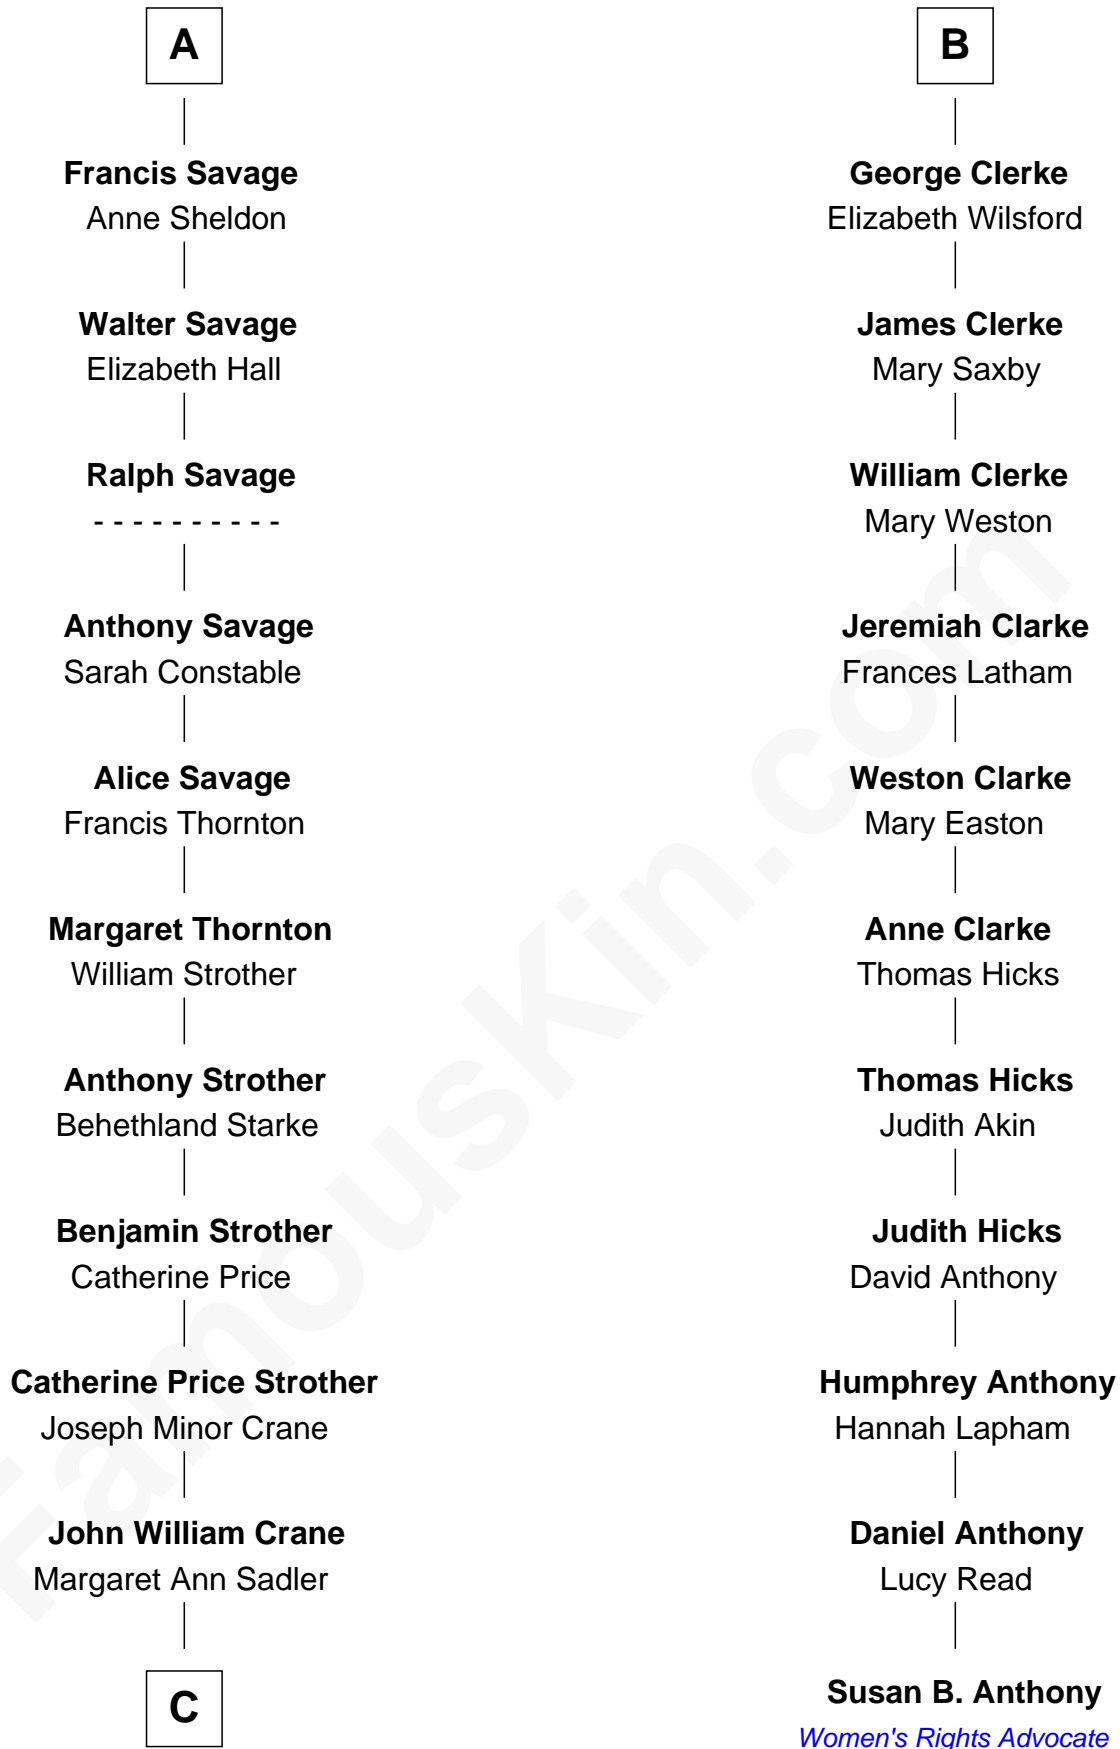 A
Francis Savage
Anne Sheldon
Walter Savage
Elizabeth Hall
Ralph Savage
- - - - - - - - - -
Anthony Savage
Sarah Constable
Alice Savage
Francis Thornton
Margaret Thornton
William Strother
Anthony Strother
Behethland Starke
Benjamin Strother
Catherine Price
Catherine Price Strother
Joseph Minor Crane
John William Crane
Margaret Ann Sadler
C
B
George Clerke
Elizabeth Wilsford
James Clerke
Mary Saxby
William Clerke
Mary Weston
Jeremiah Clarke
Frances Latham
Weston Clarke
Mary Easton
Anne Clarke
Thomas Hicks
Thomas Hicks
Judith Akin
Judith Hicks
David Anthony
Humphrey Anthony
Hannah Lapham
Daniel Anthony
Lucy Read
Susan B. Anthony
Women's Rights Advocate
FamousKin.com